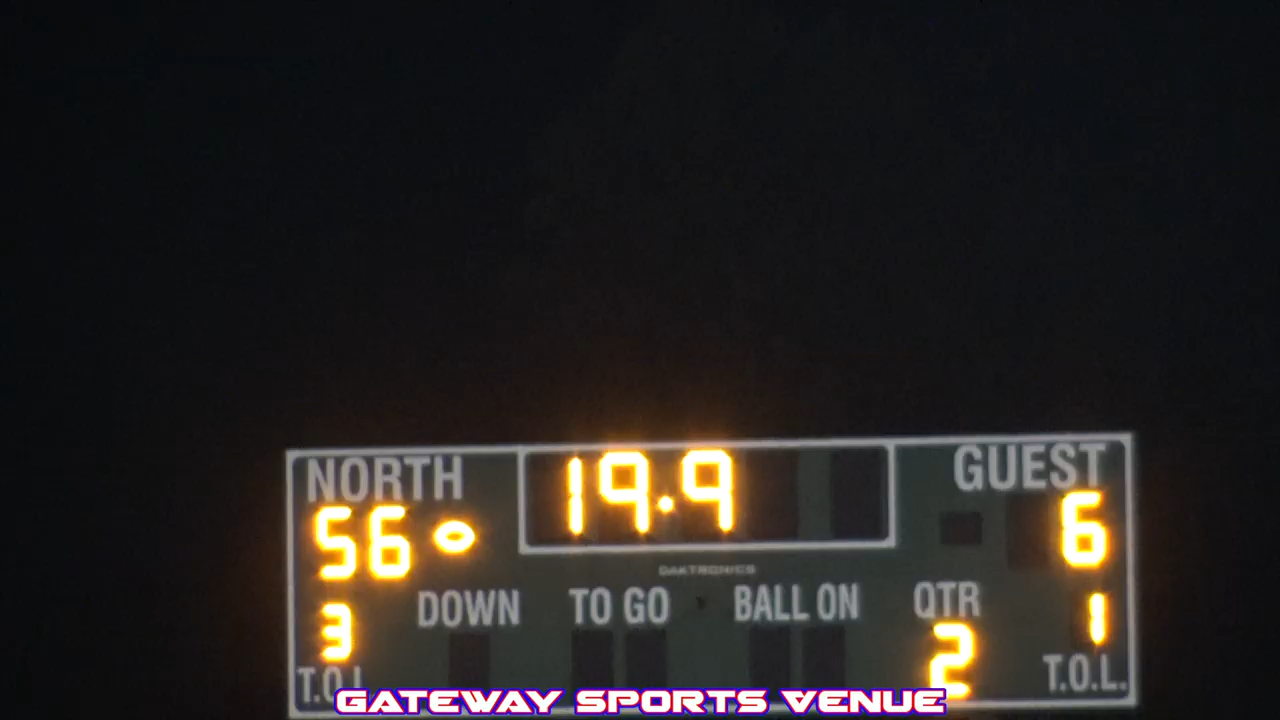 NORTH 19.9 GUEST
56 6
DAKTRONICS
DOWN TO GO BALL ON QTR
3 2 1
T.O.L. T.O.L.
GATEWAY SPORTS VENUE